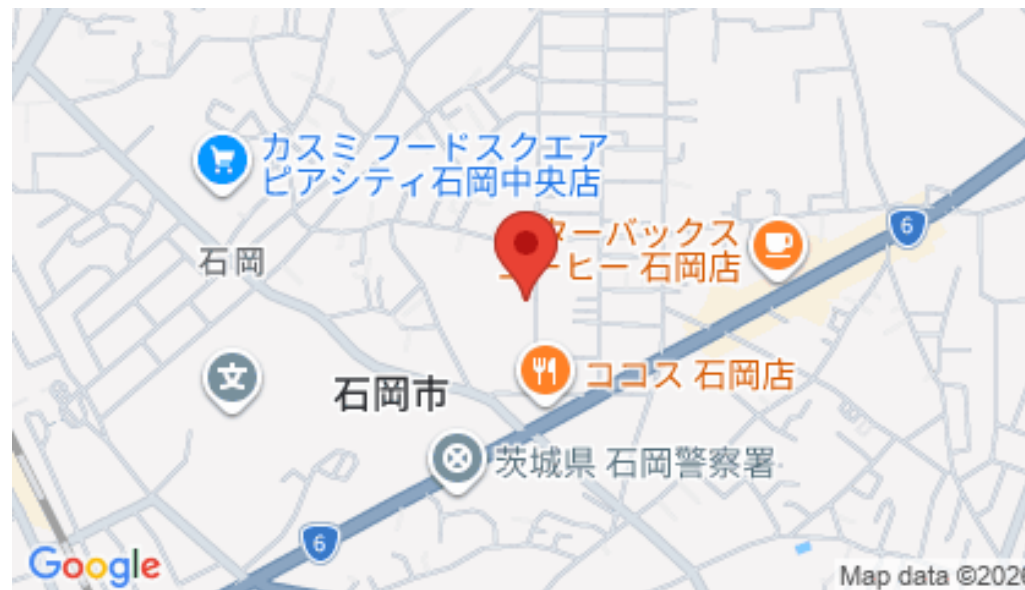 カスミ フードスクエア
ピアシティ石岡中央店
6
ターバックス
ーヒー 石岡店
石岡
ココス 石岡店
石岡市
茨城県 石岡警察署
6
Google
Map data ©2026